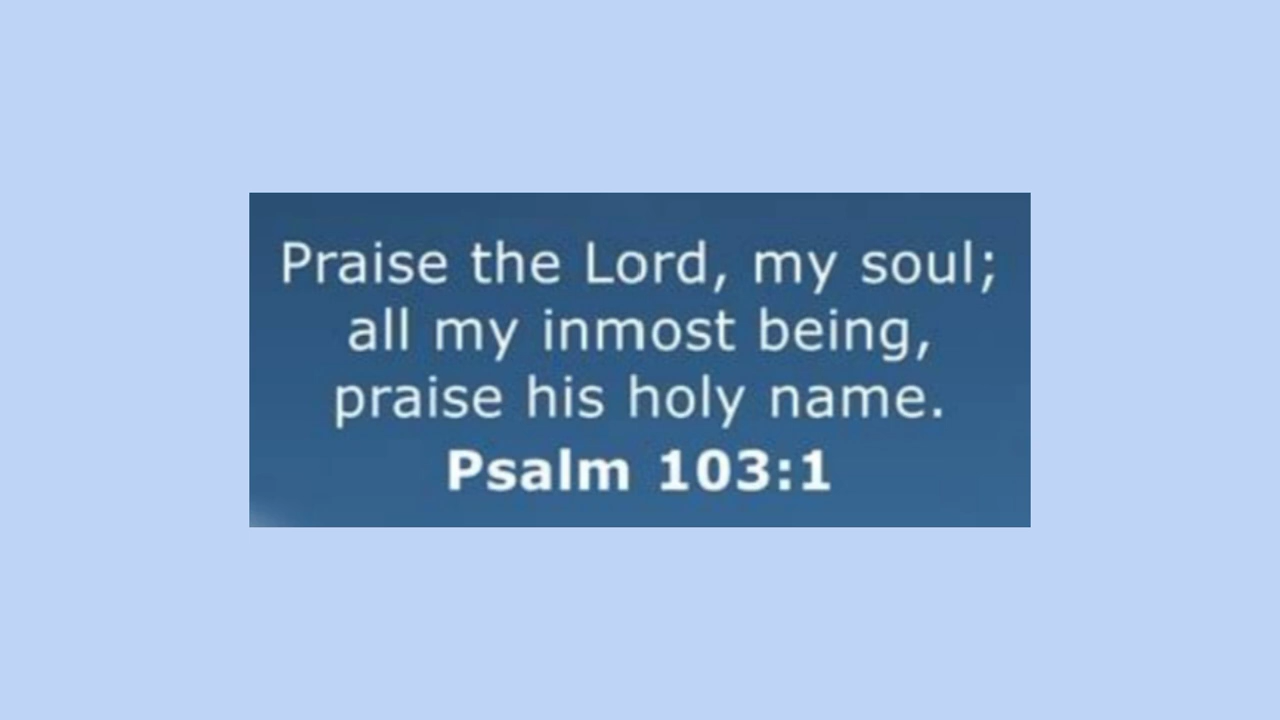 Praise the Lord, my soul;
all my inmost being,
praise his holy name.
Psalm 103:1